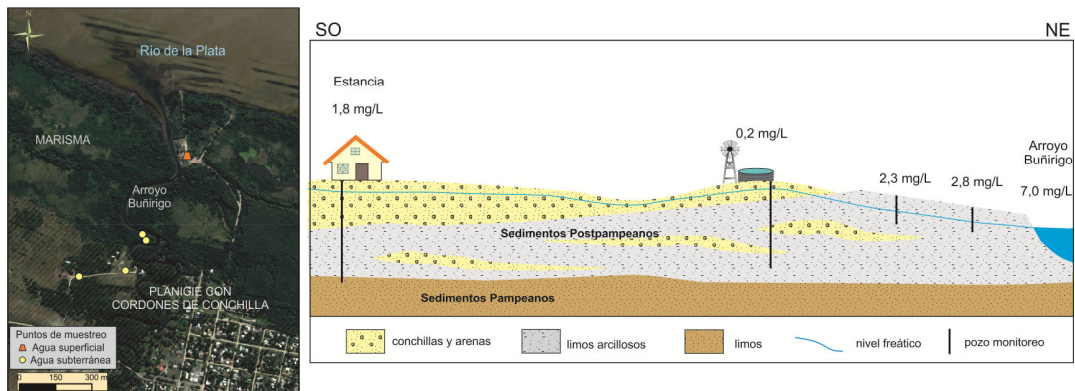 N
Río de la Plata
MARISMA
Arroyo
Buñirigo
PLANICIE CON
CORDONES DE CONCHILLA
Puntos de muestreo
Agua superficial
Agua subterránea
0 150 300 m
SO
NE
Estancia
1,8 mg/L
0,2 mg/L
2,3 mg/L
2,8 mg/L
Arroyo
Buñirigo
7,0 mg/L
Sedimentos Postpampeanos
Sedimentos Pampeanos
conchillas y arenas
limos arcillosos
limos
nivel freático
pozo monitoreo